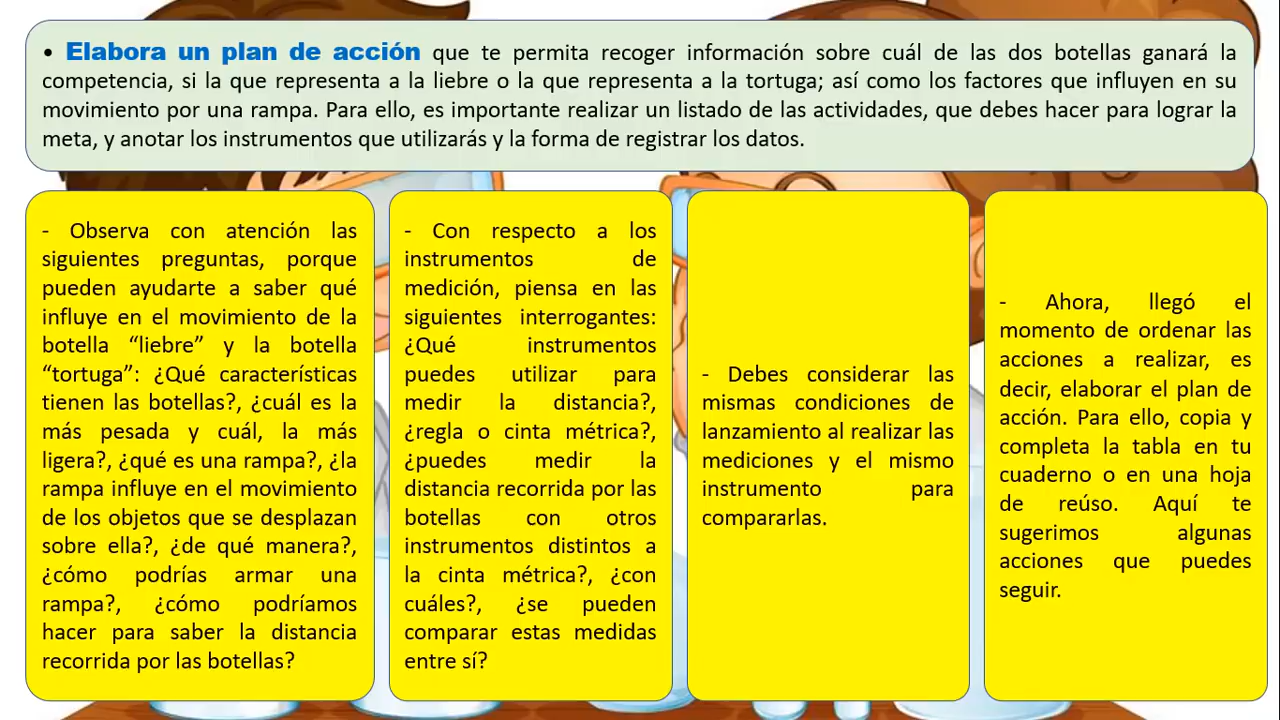 • Elabora un plan de acción que te permita recoger información sobre cuál de las dos botellas ganará la
competencia, si la que representa a la liebre o la que representa a la tortuga; así como los factores que influyen en su
movimiento por una rampa. Para ello, es importante realizar un listado de las actividades, que debes hacer para lograr la
meta, y anotar los instrumentos que utilizarás y la forma de registrar los datos.
- Observa con atención las
siguientes preguntas, porque
pueden ayudarte a saber qué
influye en el movimiento de la
botella “liebre” y la botella
“tortuga”: ¿Qué características
tienen las botellas?, ¿cuál es la
más pesada y cuál, la más
ligera?, ¿qué es una rampa?, ¿la
rampa influye en el movimiento
de los objetos que se desplazan
sobre ella?, ¿de qué manera?,
¿cómo podrías armar una
rampa?, ¿cómo podríamos
hacer para saber la distancia
recorrida por las botellas?
- Con respecto a los
instrumentos de
medición, piensa en las
siguientes interrogantes:
¿Qué instrumentos
puedes utilizar para
medir la distancia?,
¿regla o cinta métrica?,
¿puedes medir la
distancia recorrida por las
botellas con otros
instrumentos distintos a
la cinta métrica?, ¿con
cuáles?, ¿se pueden
comparar estas medidas
entre sí?
- Debes considerar las
mismas condiciones de
lanzamiento al realizar las
mediciones y el mismo
instrumento para
compararlas.
- Ahora, llegó el
momento de ordenar las
acciones a realizar, es
decir, elaborar el plan de
acción. Para ello, copia y
completa la tabla en tu
cuaderno o en una hoja
de reúso. Aquí te
sugerimos algunas
acciones que puedes
seguir.